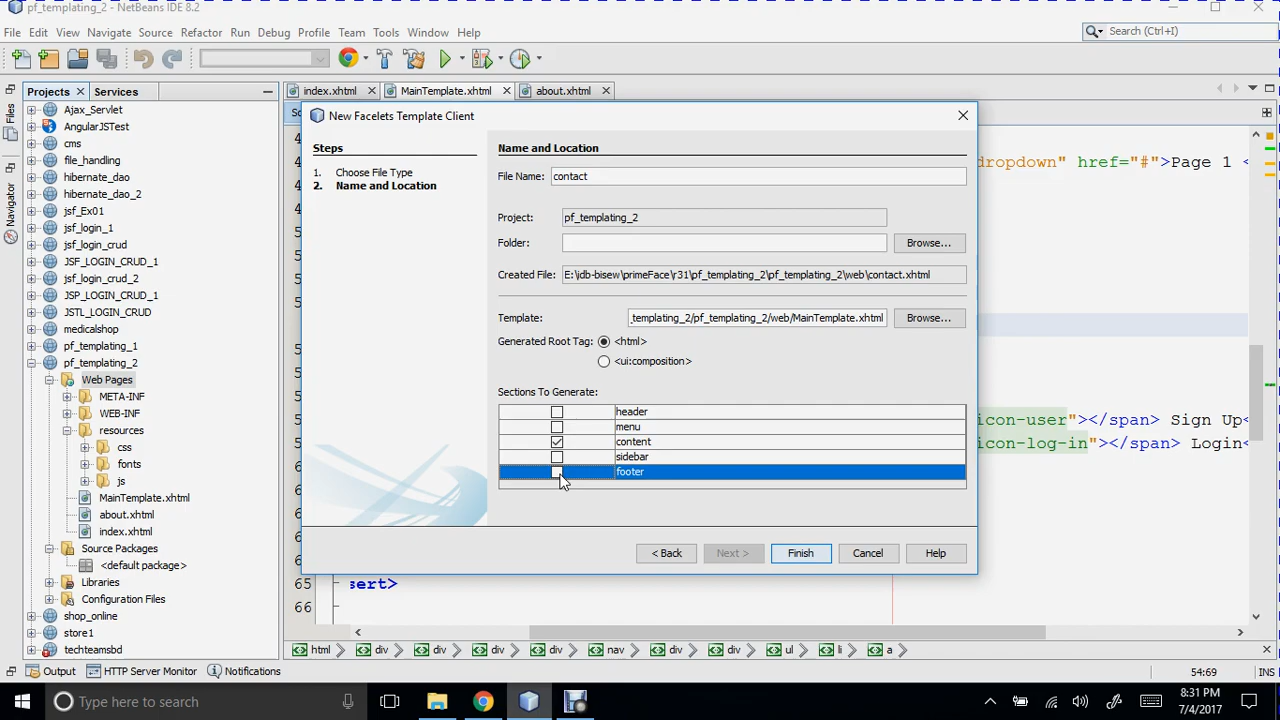 pf_templating_2 - NetBeans IDE 8.2
File Edit View Navigate Source Refactor Run Debug Profile Team Tools Window Help
Search (Ctrl+I)
Projects
Services
index.xhtml
MainTemplate.xhtml
about.xhtml
Files
Navigator
Ajax_Servlet
AngularJSTest
cms
file_handling
hibernate_dao
hibernate_dao_2
jsf_Ex01
jsf_login_1
jsf_login_crud
JSF_LOGIN_CRUD_1
jsf_login_crud_2
JSP_LOGIN_CRUD_1
JSTL_LOGIN_CRUD
medicalshop
pf_templating_1
pf_templating_2
Web Pages
META-INF
WEB-INF
resources
css
fonts
js
MainTemplate.xhtml
about.xhtml
index.xhtml
Source Packages
<default package>
Libraries
Configuration Files
shop_online
store1
techteamsbd
New Facelets Template Client
Steps
1. Choose File Type
2. Name and Location
Name and Location
File Name: contact
Project: pf_templating_2
Folder:
Browse...
Created File: E:\idb-bisew\primeFace\r31\pf_templating_2\pf_templating_2\web\contact.xhtml
Template: _templating_2/pf_templating_2/web/MainTemplate.xhtml
Browse...
Generated Root Tag: <html>
<ui:composition>
Sections To Generate:
header
menu
content
sidebar
footer
< Back
Next >
Finish
Cancel
Help
dropdown" href="#">Page 1 <
icon-user"></span> Sign Up<
icon-log-in"></span> Login<
65 sert>
66
html div div div div nav div div ul li a
Output
HTTP Server Monitor
Notifications
54:69
INS
Type here to search
8:31 PM
7/4/2017